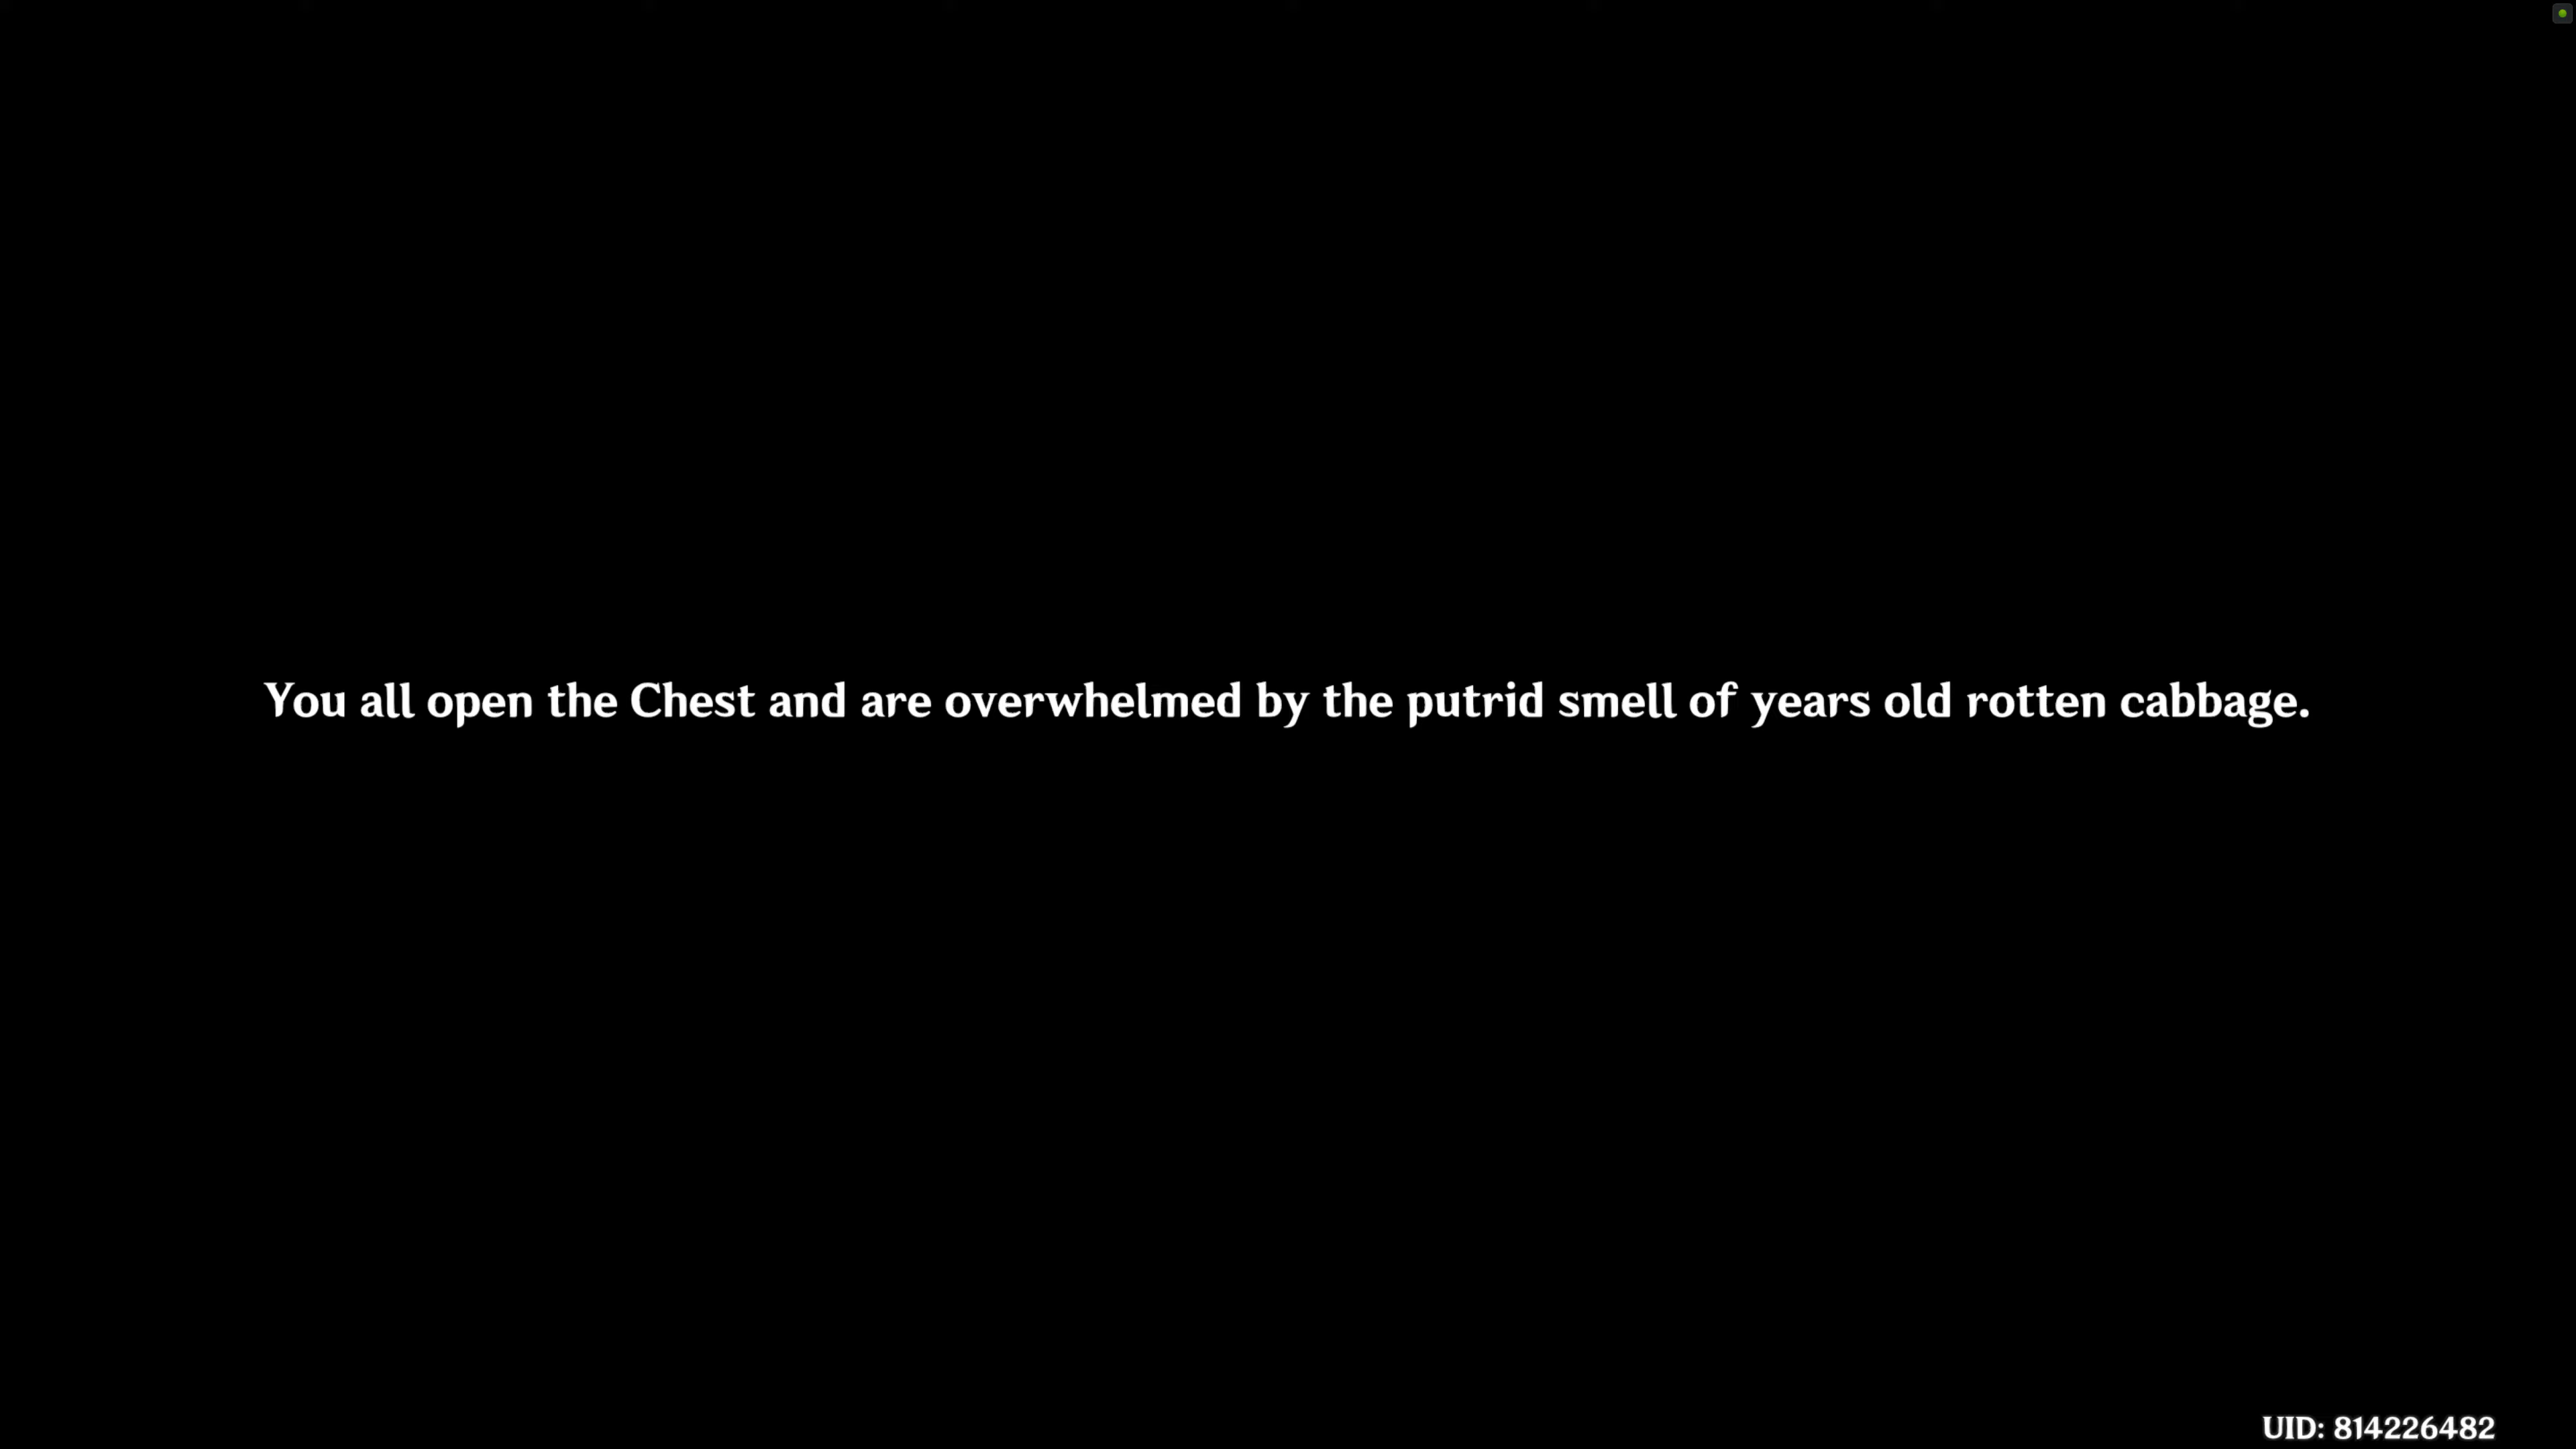 You all open the Chest and are overwhelmed by the putrid smell of years old rotten cabbage.
UID: 814226482